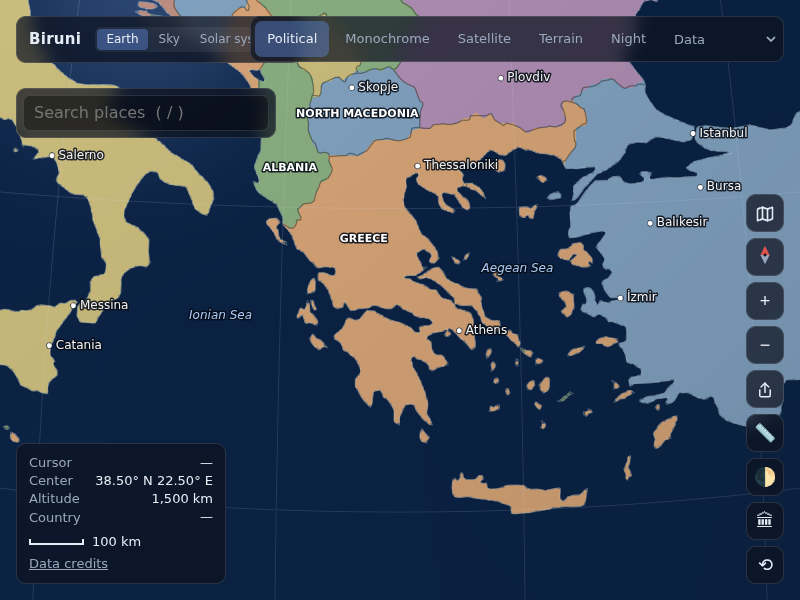 Biruni Earth Sky Solar sys Political Monochrome Satellite Terrain Night Data
Search places ( / )
Skopje
Plovdiv
NORTH MACEDONIA
Istanbul
Salerno
ALBANIA
Thessaloniki
Bursa
Balıkesir
GREECE
Aegean Sea
İzmir
Messina
Ionian Sea
Athens
Catania
Cursor —
Center 38.50° N 22.50° E
Altitude 1,500 km
Country —
100 km
Data credits